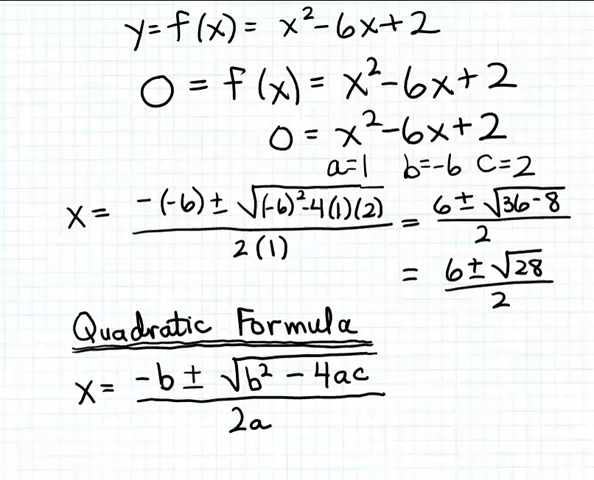 y=f(x)= x²-6x+2
0 = f(x) = x²-6x+2
0 = x²-6x+2
a=1 b=-6 c=2
x= -(-6)±√(-6)²-4(1)(2) / 2(1) = 6±√36-8 / 2
= 6±√28 / 2
Quadratic Formula
x= -b±√b²-4ac / 2a